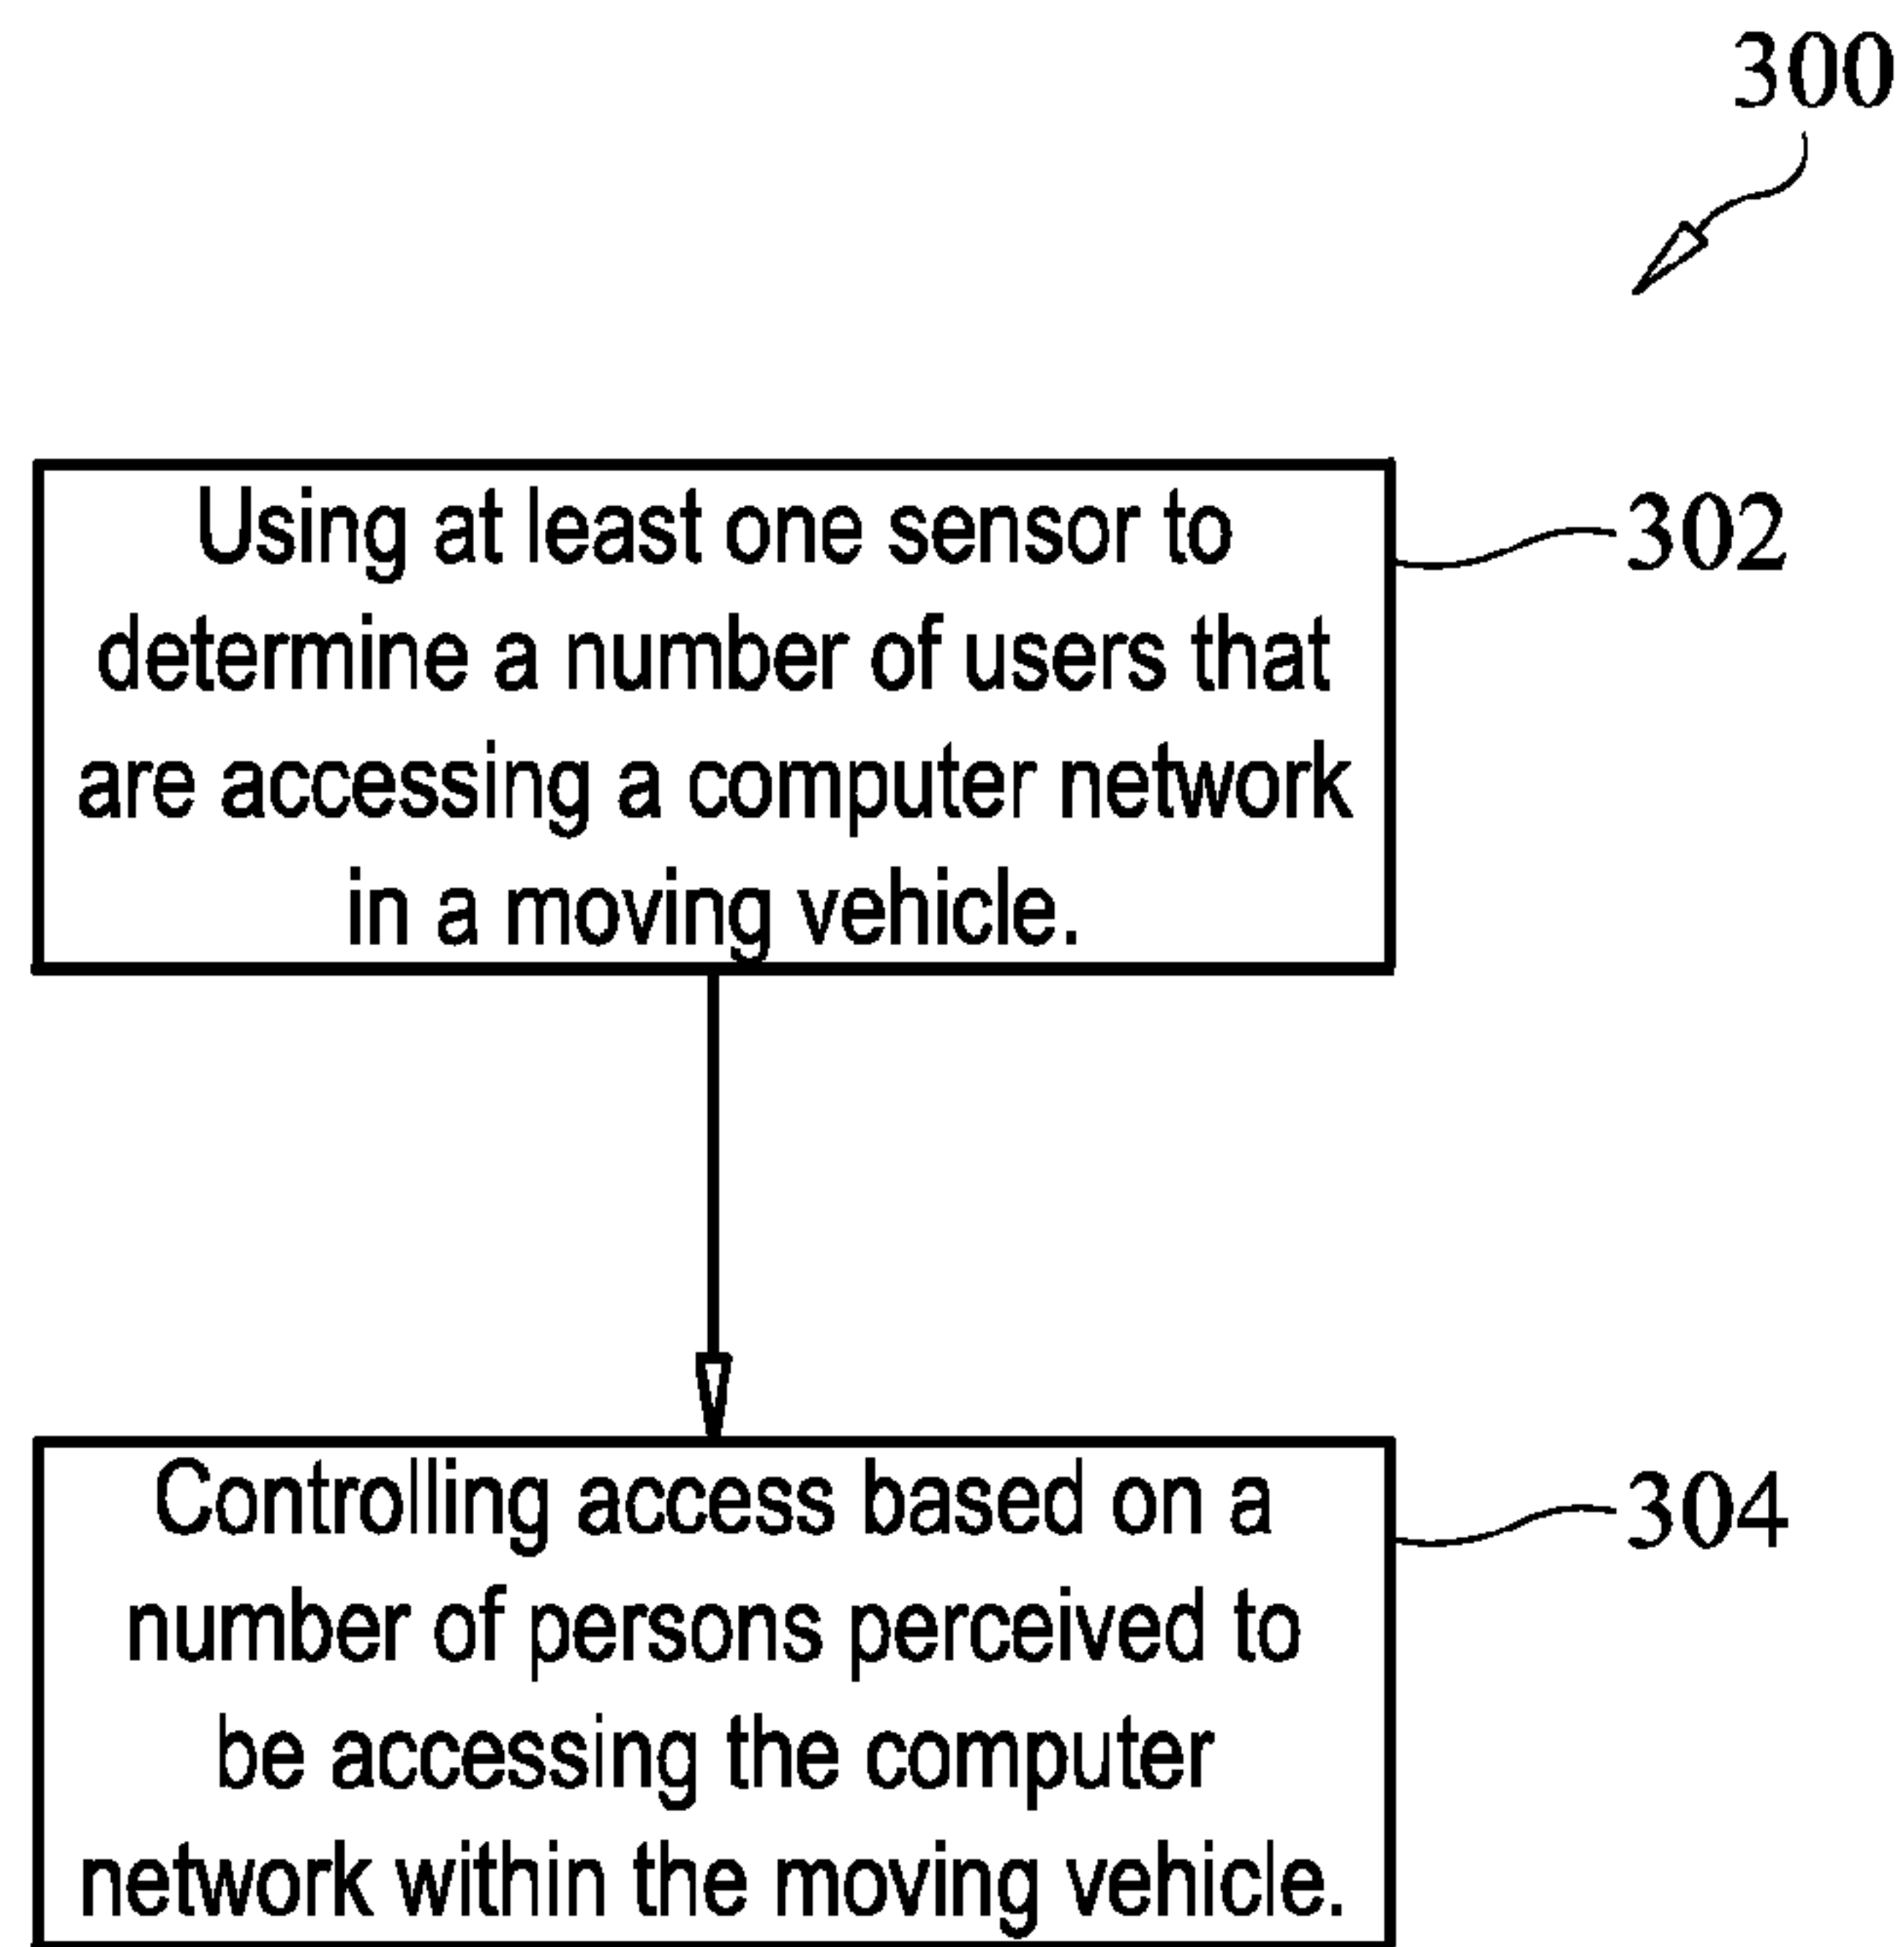 300
Using at least one sensor to
determine a number of users that
are accessing a computer network
in a moving vehicle.
302
Controlling access based on a
number of persons perceived to
be accessing the computer
network within the moving vehicle.
304